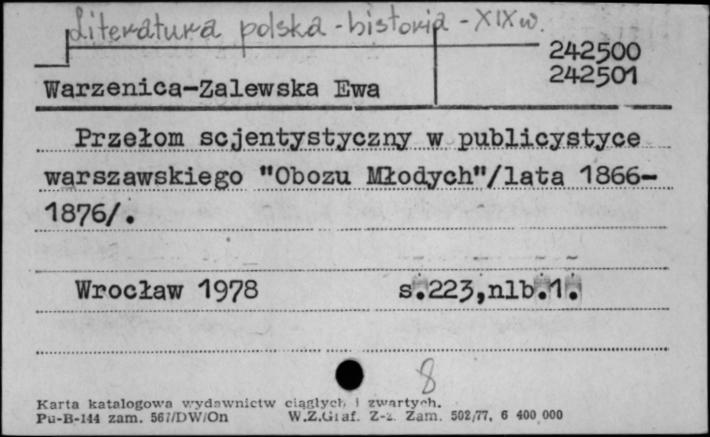 Literatura polska - historia - XIX w.
242500
Warzenica-Zalewska Ewa 242501
Przełom scjentystyczny w publicystyce
warszawskiego "Obozu Młodych"/lata 1866-
1876/.
Wrocław 1978 s.223,nlb.1.
8
Karta katalogowa wydawnictw ciągłych i zwartych.
Pu-B-144 zam. 567/DW/On W.Z.Graf. Z-z. Zam. 502/77, 6 400 000